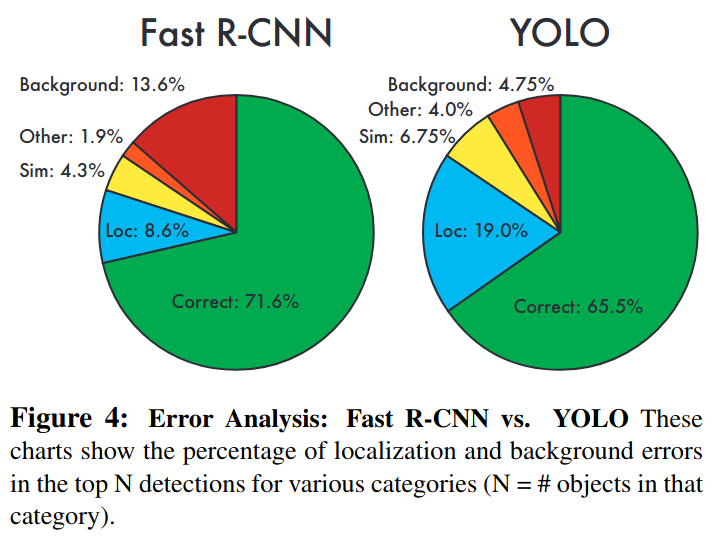 Fast R-CNN
Background: 13.6%
Other: 1.9%
Sim: 4.3%
Loc: 8.6%
Correct: 71.6%
YOLO
Background: 4.75%
Other: 4.0%
Sim: 6.75%
Loc: 19.0%
Correct: 65.5%
Figure 4: Error Analysis: Fast R-CNN vs. YOLO These
charts show the percentage of localization and background errors
in the top N detections for various categories (N = # objects in that
category).